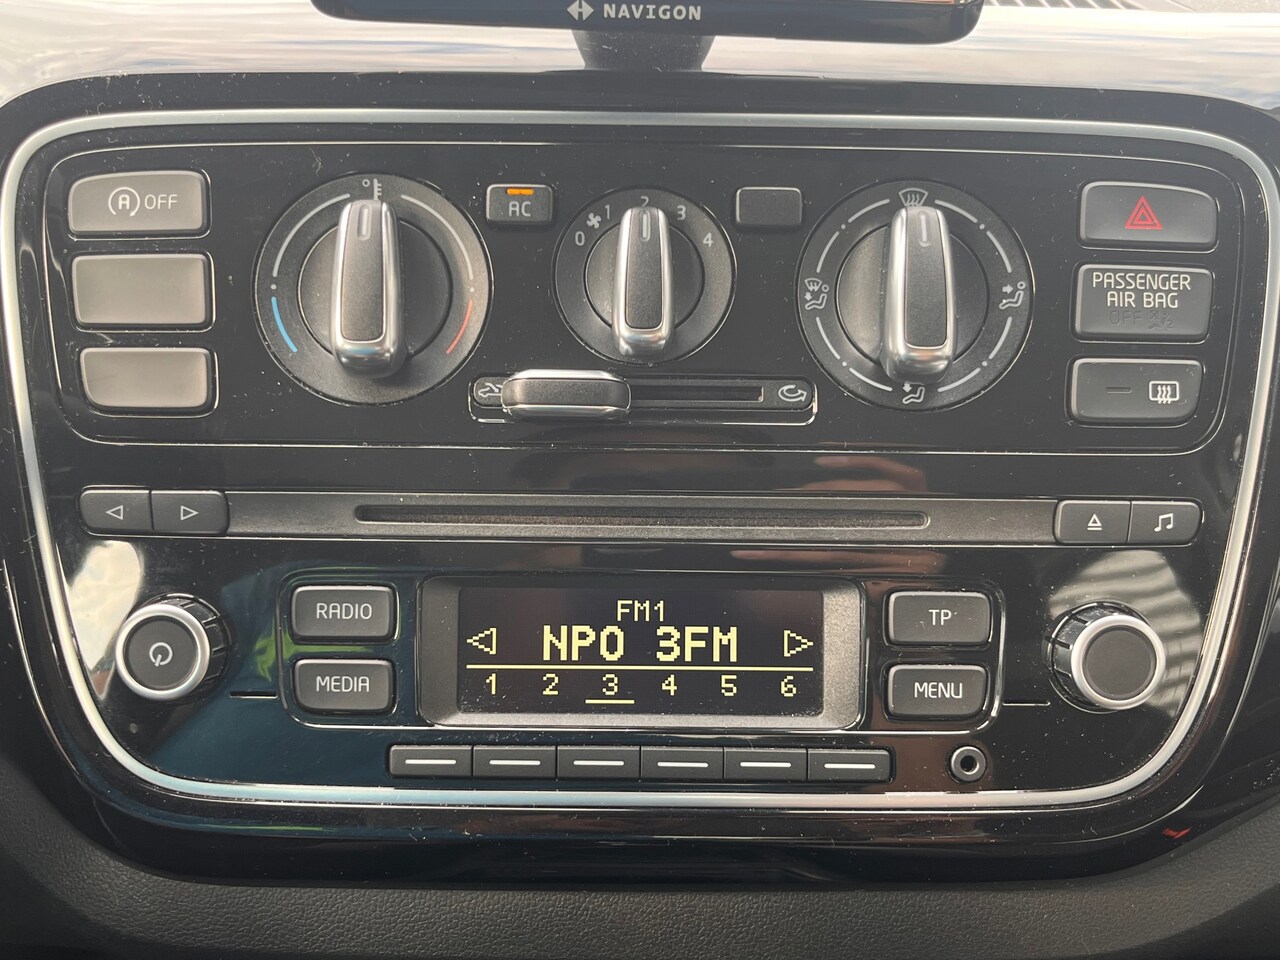 NAVIGON
A OFF
AC
0 1 2 3 4
PASSENGER
AIR BAG
OFF 2
RADIO
MEDIA
FM1
NPO 3FM
1 2 3 4 5 6
TP
MENU